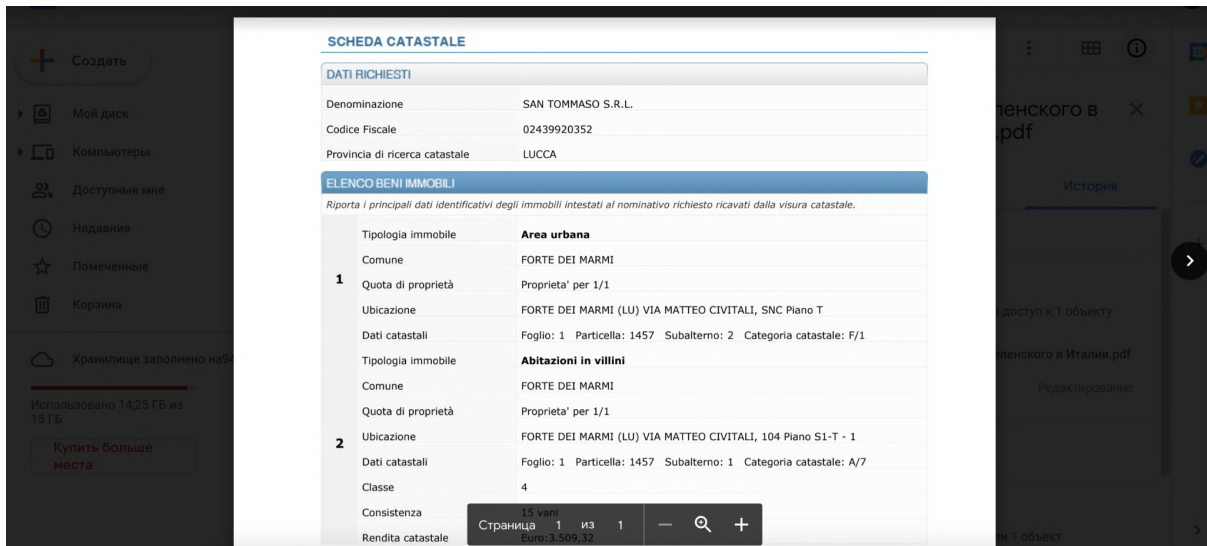 SCHEDA CATASTALE
DATI RICHIESTI
Denominazione SAN TOMMASO S.R.L.
Codice Fiscale 02439920352
Provincia di ricerca catastale LUCCA
ELENCO BENI IMMOBILI
Riporta i principali dati identificativi degli immobili intestati al nominativo richiesto ricavati dalla visura catastale.
1
Tipologia immobile Area urbana
Comune FORTE DEI MARMI
Quota di proprietà Proprieta' per 1/1
Ubicazione FORTE DEI MARMI (LU) VIA MATTEO CIVITALI, SNC Piano T
Dati catastali Foglio: 1 Particella: 1457 Subalterno: 2 Categoria catastale: F/1
2
Tipologia immobile Abitazioni in villini
Comune FORTE DEI MARMI
Quota di proprietà Proprieta' per 1/1
Ubicazione FORTE DEI MARMI (LU) VIA MATTEO CIVITALI, 104 Piano S1-T - 1
Dati catastali Foglio: 1 Particella: 1457 Subalterno: 1 Categoria catastale: A/7
Classe 4
Consistenza 15 vani
Rendita catastale Euro:3.509,32
Страница 1 из 1
Создать
Мой диск
Компьютеры
Доступные мне
Недавние
Помеченные
Корзина
Хранилище заполнено на
Использовано 14,25 ГБ из
15 ГБ
Купить больше
места
ленского в
.pdf
История
доступ к 1 объекту
еленского в Италии.pdf
Редактирование
и 1 объект